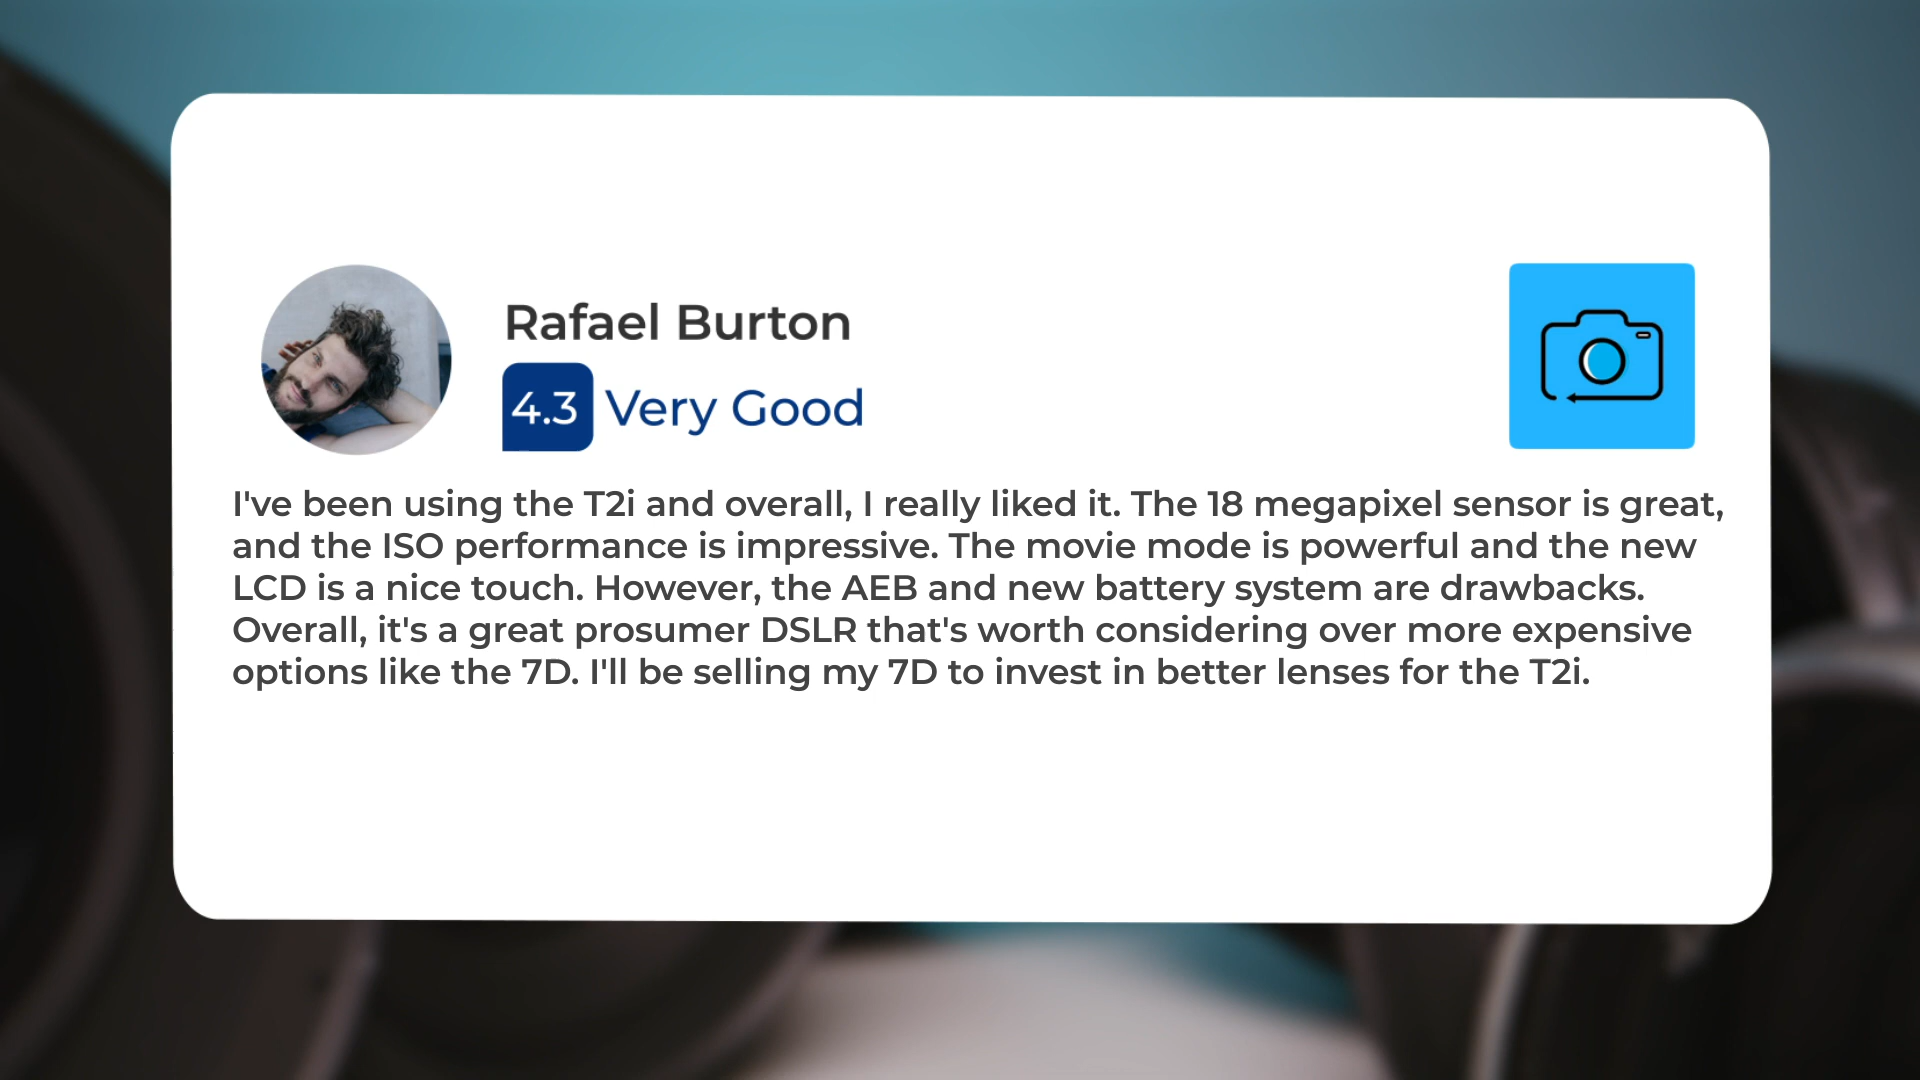 Rafael Burton
4.3 Very Good
I've been using the T2i and overall, I really liked it. The 18 megapixel sensor is great,
and the ISO performance is impressive. The movie mode is powerful and the new
LCD is a nice touch. However, the AEB and new battery system are drawbacks.
Overall, it's a great prosumer DSLR that's worth considering over more expensive
options like the 7D. I'll be selling my 7D to invest in better lenses for the T2i.